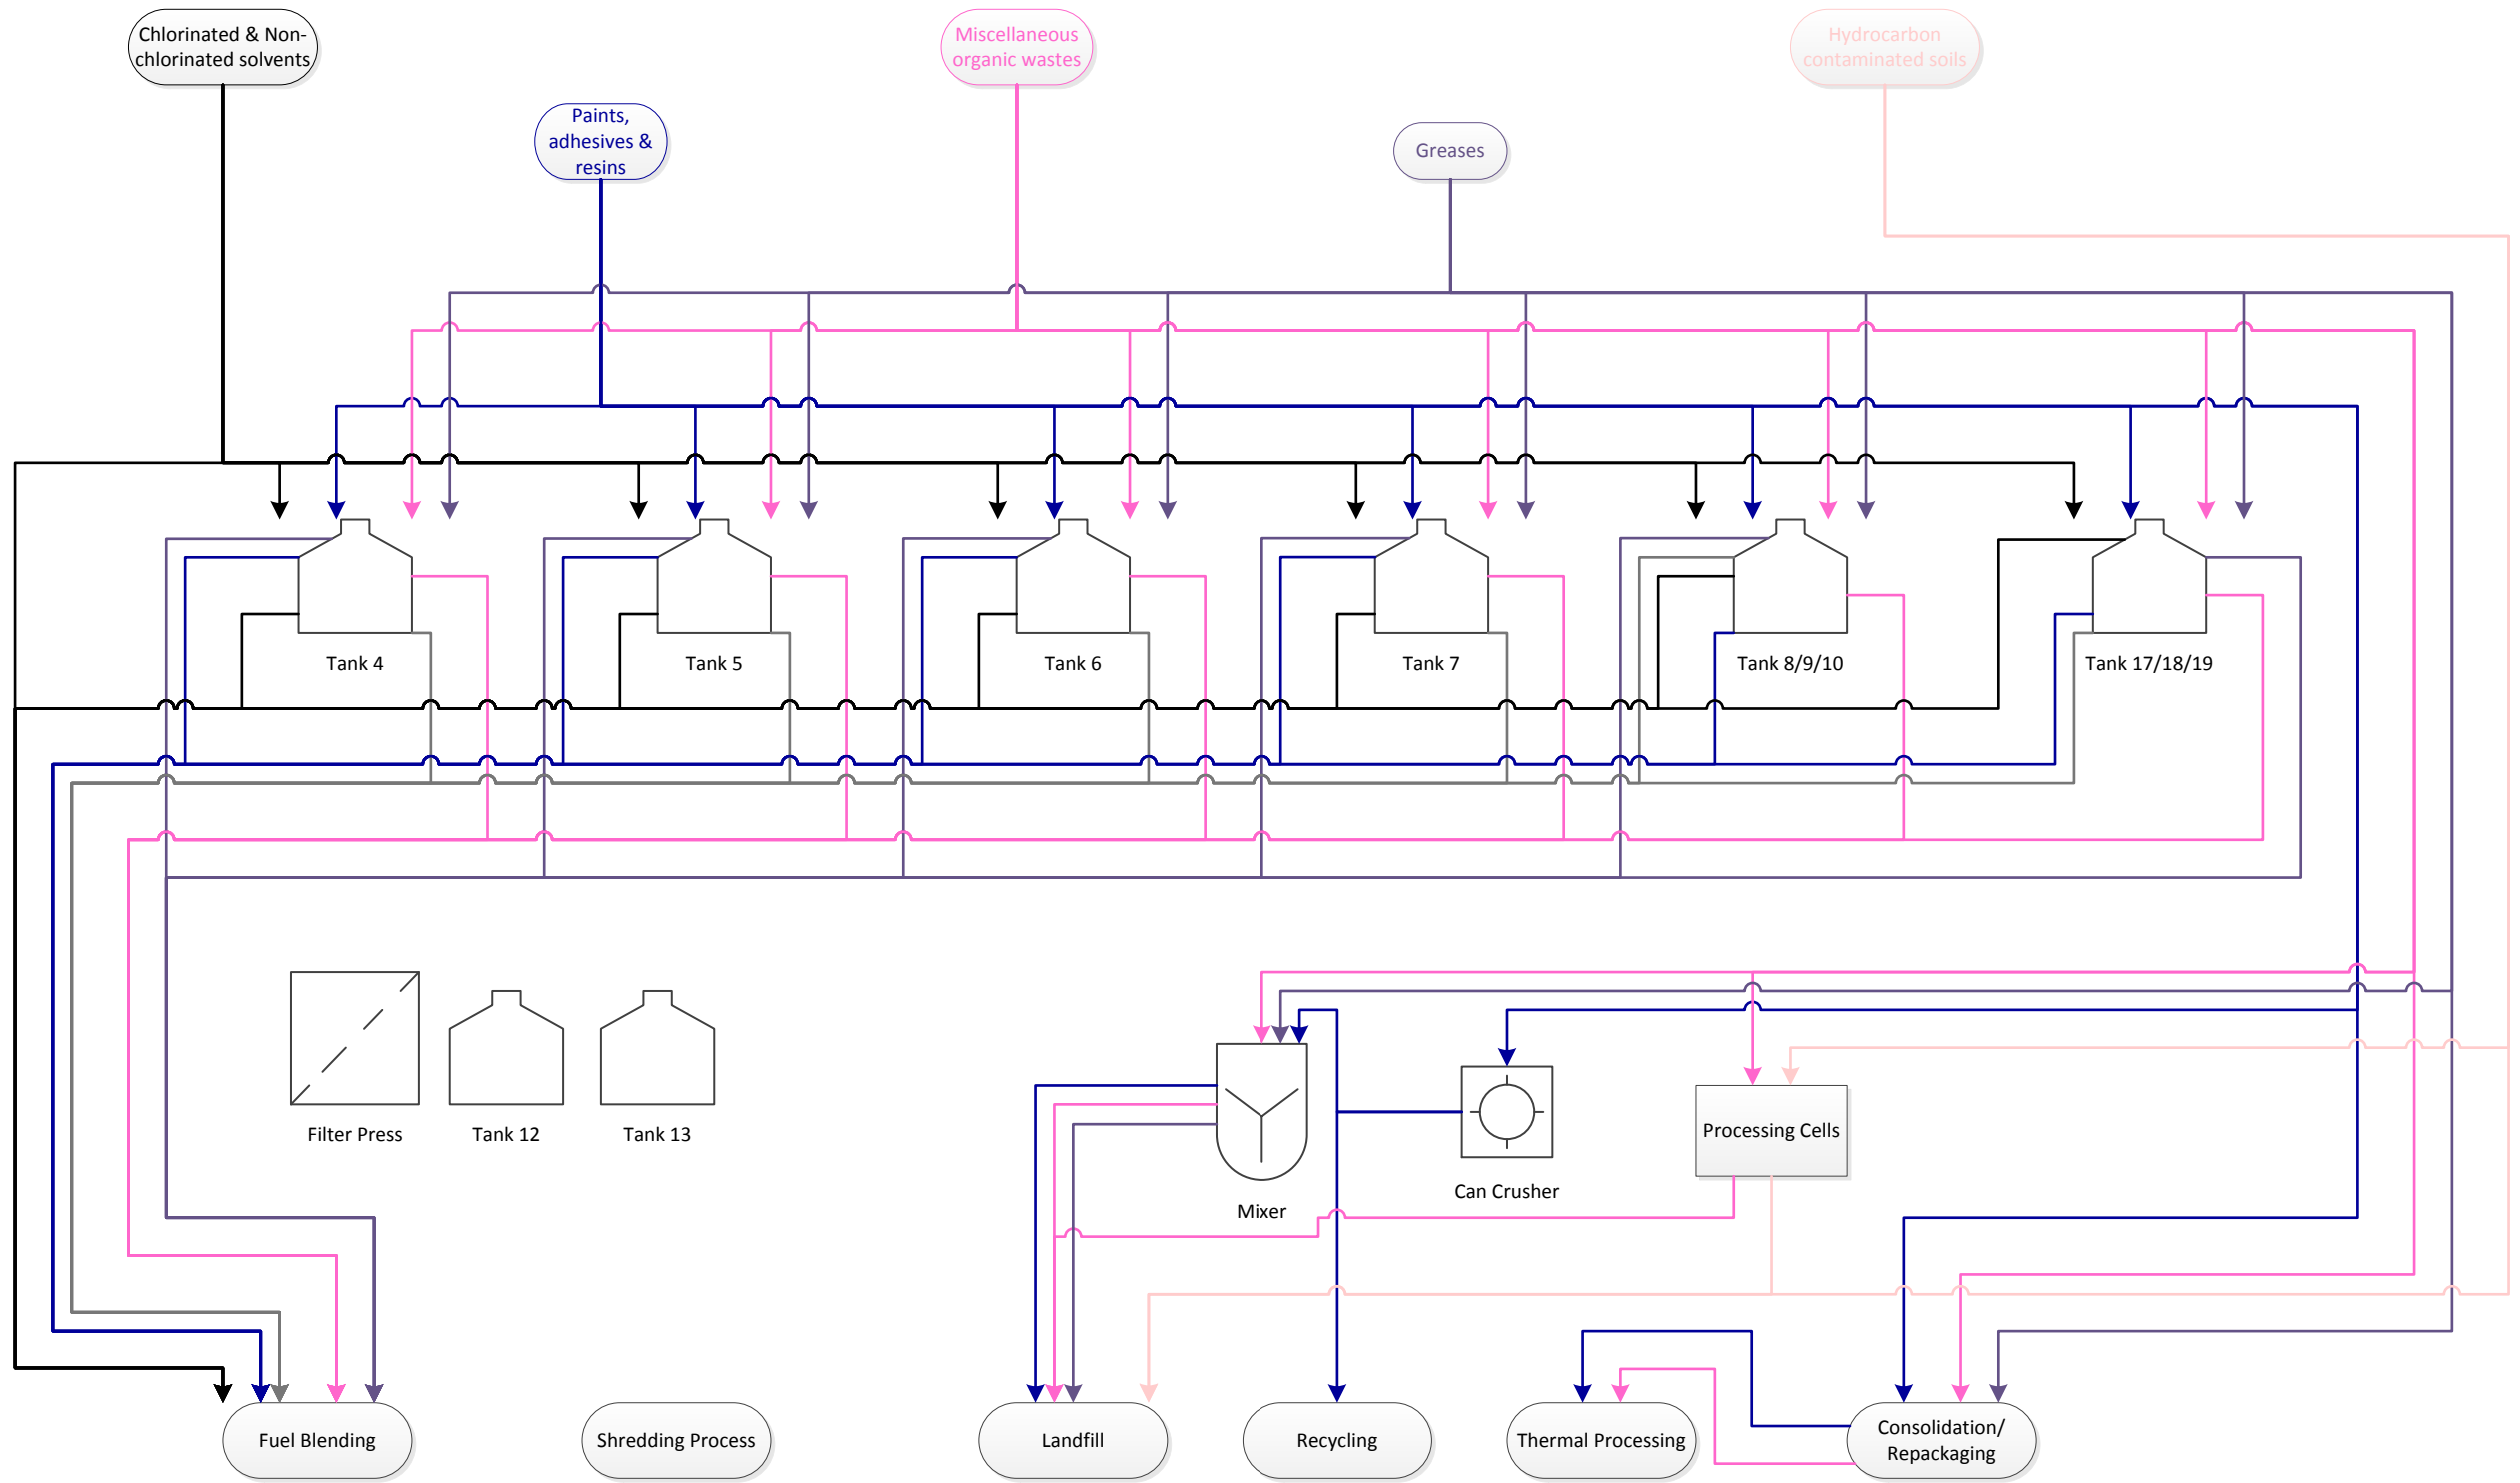 Chlorinated & Non-
chlorinated solvents
Miscellaneous
organic wastes
Hydrocarbon
contaminated soils
Paints,
adhesives &
resins
Greases
Tank 4
Tank 5
Tank 6
Tank 7
Tank 8/9/10
Tank 17/18/19
Filter Press
Tank 12
Tank 13
Mixer
Can Crusher
Processing Cells
Fuel Blending
Shredding Process
Landfill
Recycling
Thermal Processing
Consolidation/
Repackaging